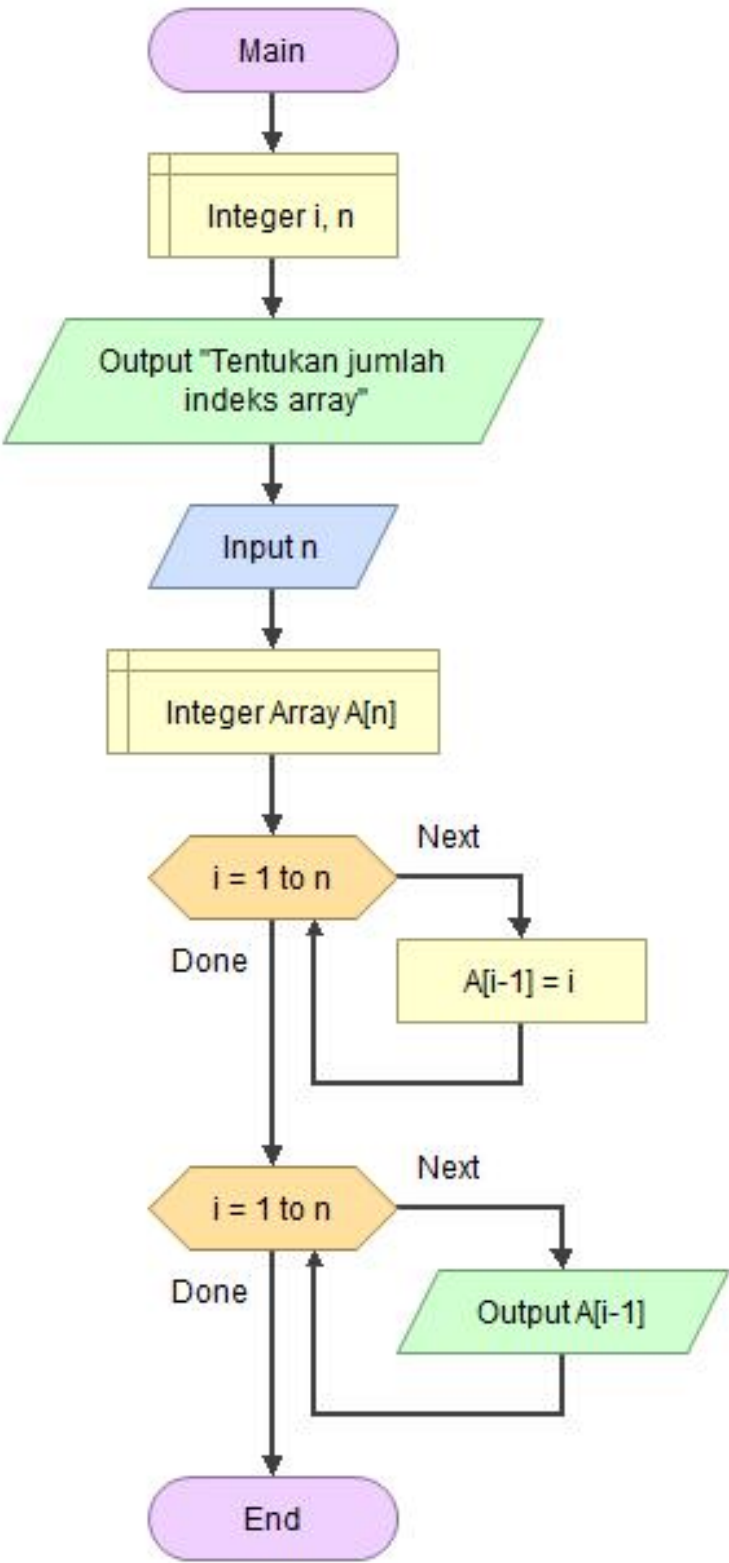 Main
Integer i, n
Output "Tentukan jumlah
indeks array"
Input n
Integer Array A[n]
Next
i = 1 to n
Done
A[i-1] = i
Next
i = 1 to n
Done
Output A[i-1]
End